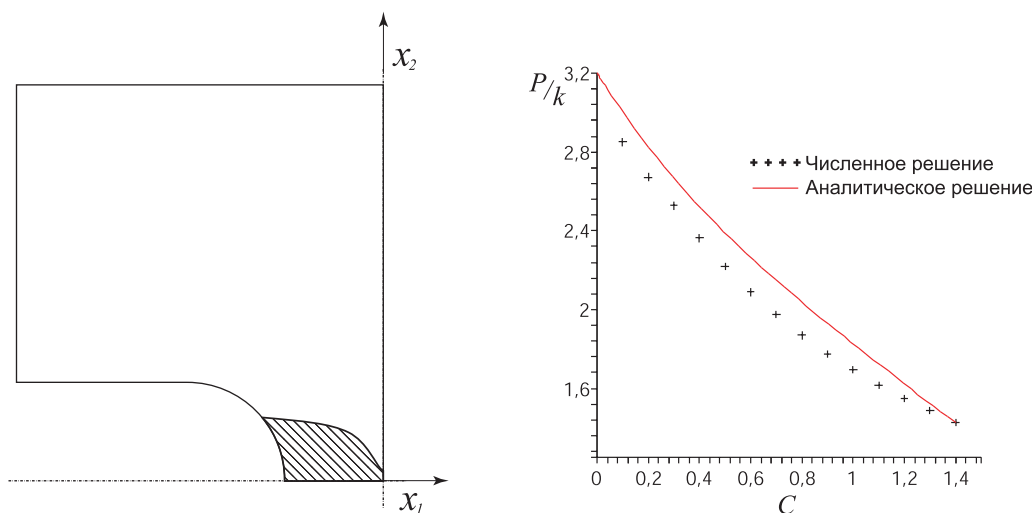 x₂
x₁
P/k
3,2
2,8
2,4
2
1,6
0 0,2 0,4 0,6 0,8 1 1,2 1,4
C
Численное решение
Аналитическое решение